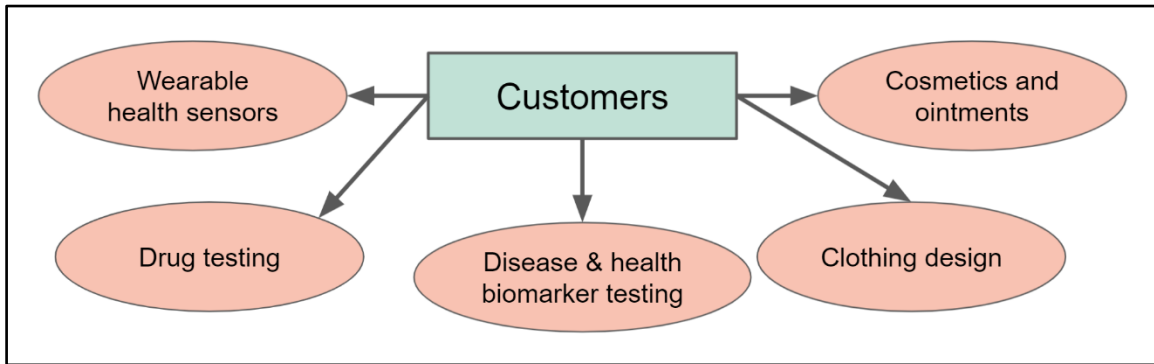 Customers
Wearable
health sensors
Cosmetics and
ointments
Drug testing
Disease & health
biomarker testing
Clothing design